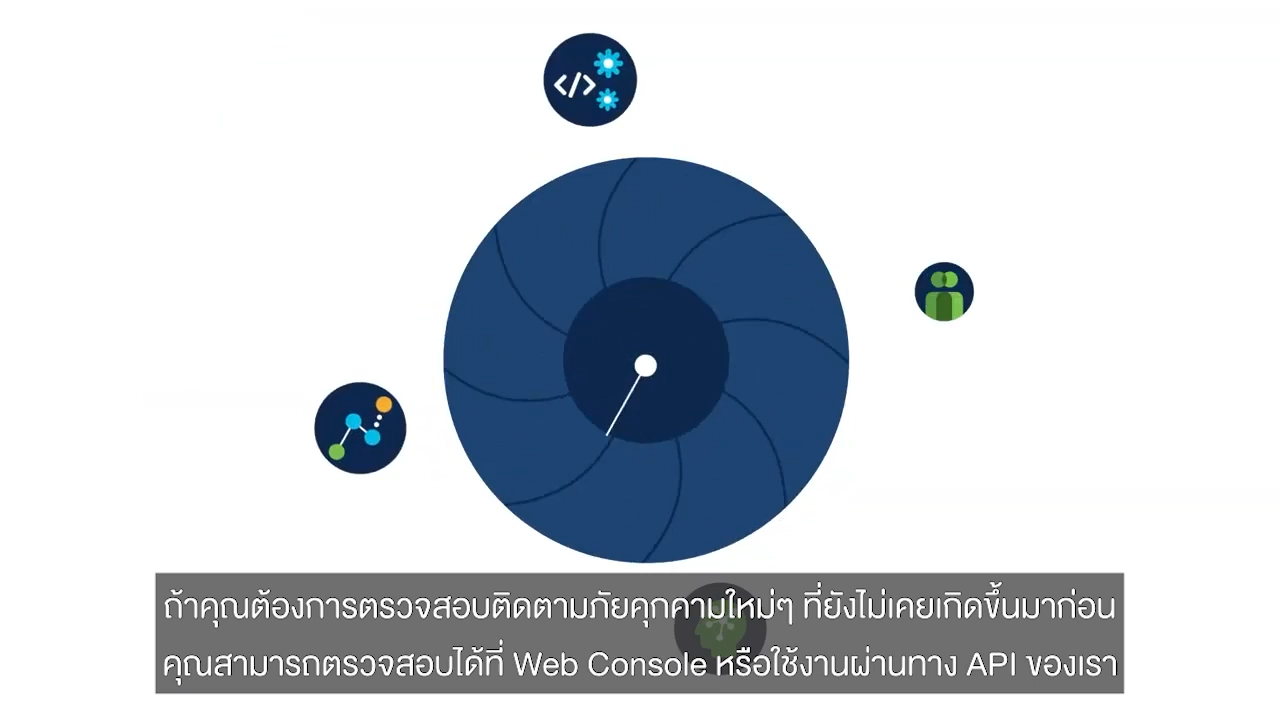 </>
ถ้าคุณต้องการตรวจสอบติดตามภัยคุกคามใหม่ๆ ที่ยังไม่เคยเกิดขึ้นมาก่อน
คุณสามารถตรวจสอบได้ที่ Web Console หรือใช้งานผ่านทาง API ของเรา